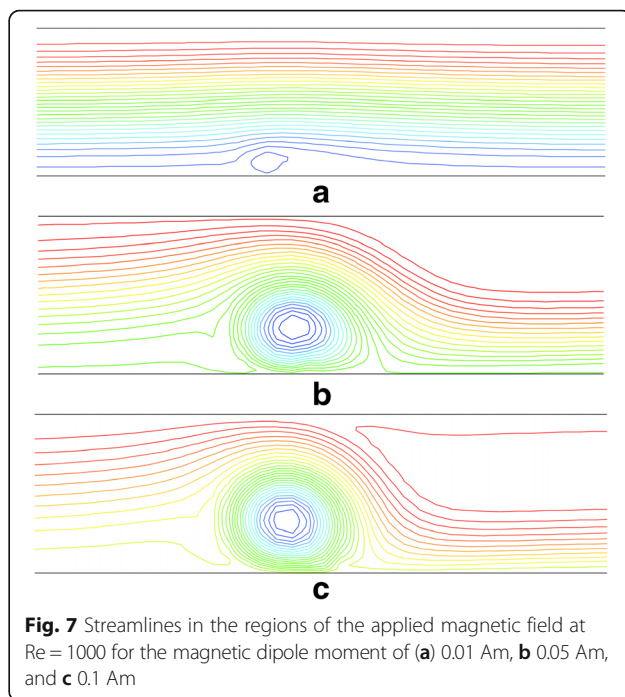 a
b
c
Fig. 7 Streamlines in the regions of the applied magnetic field at
Re = 1000 for the magnetic dipole moment of (a) 0.01 Am, b 0.05 Am,
and c 0.1 Am